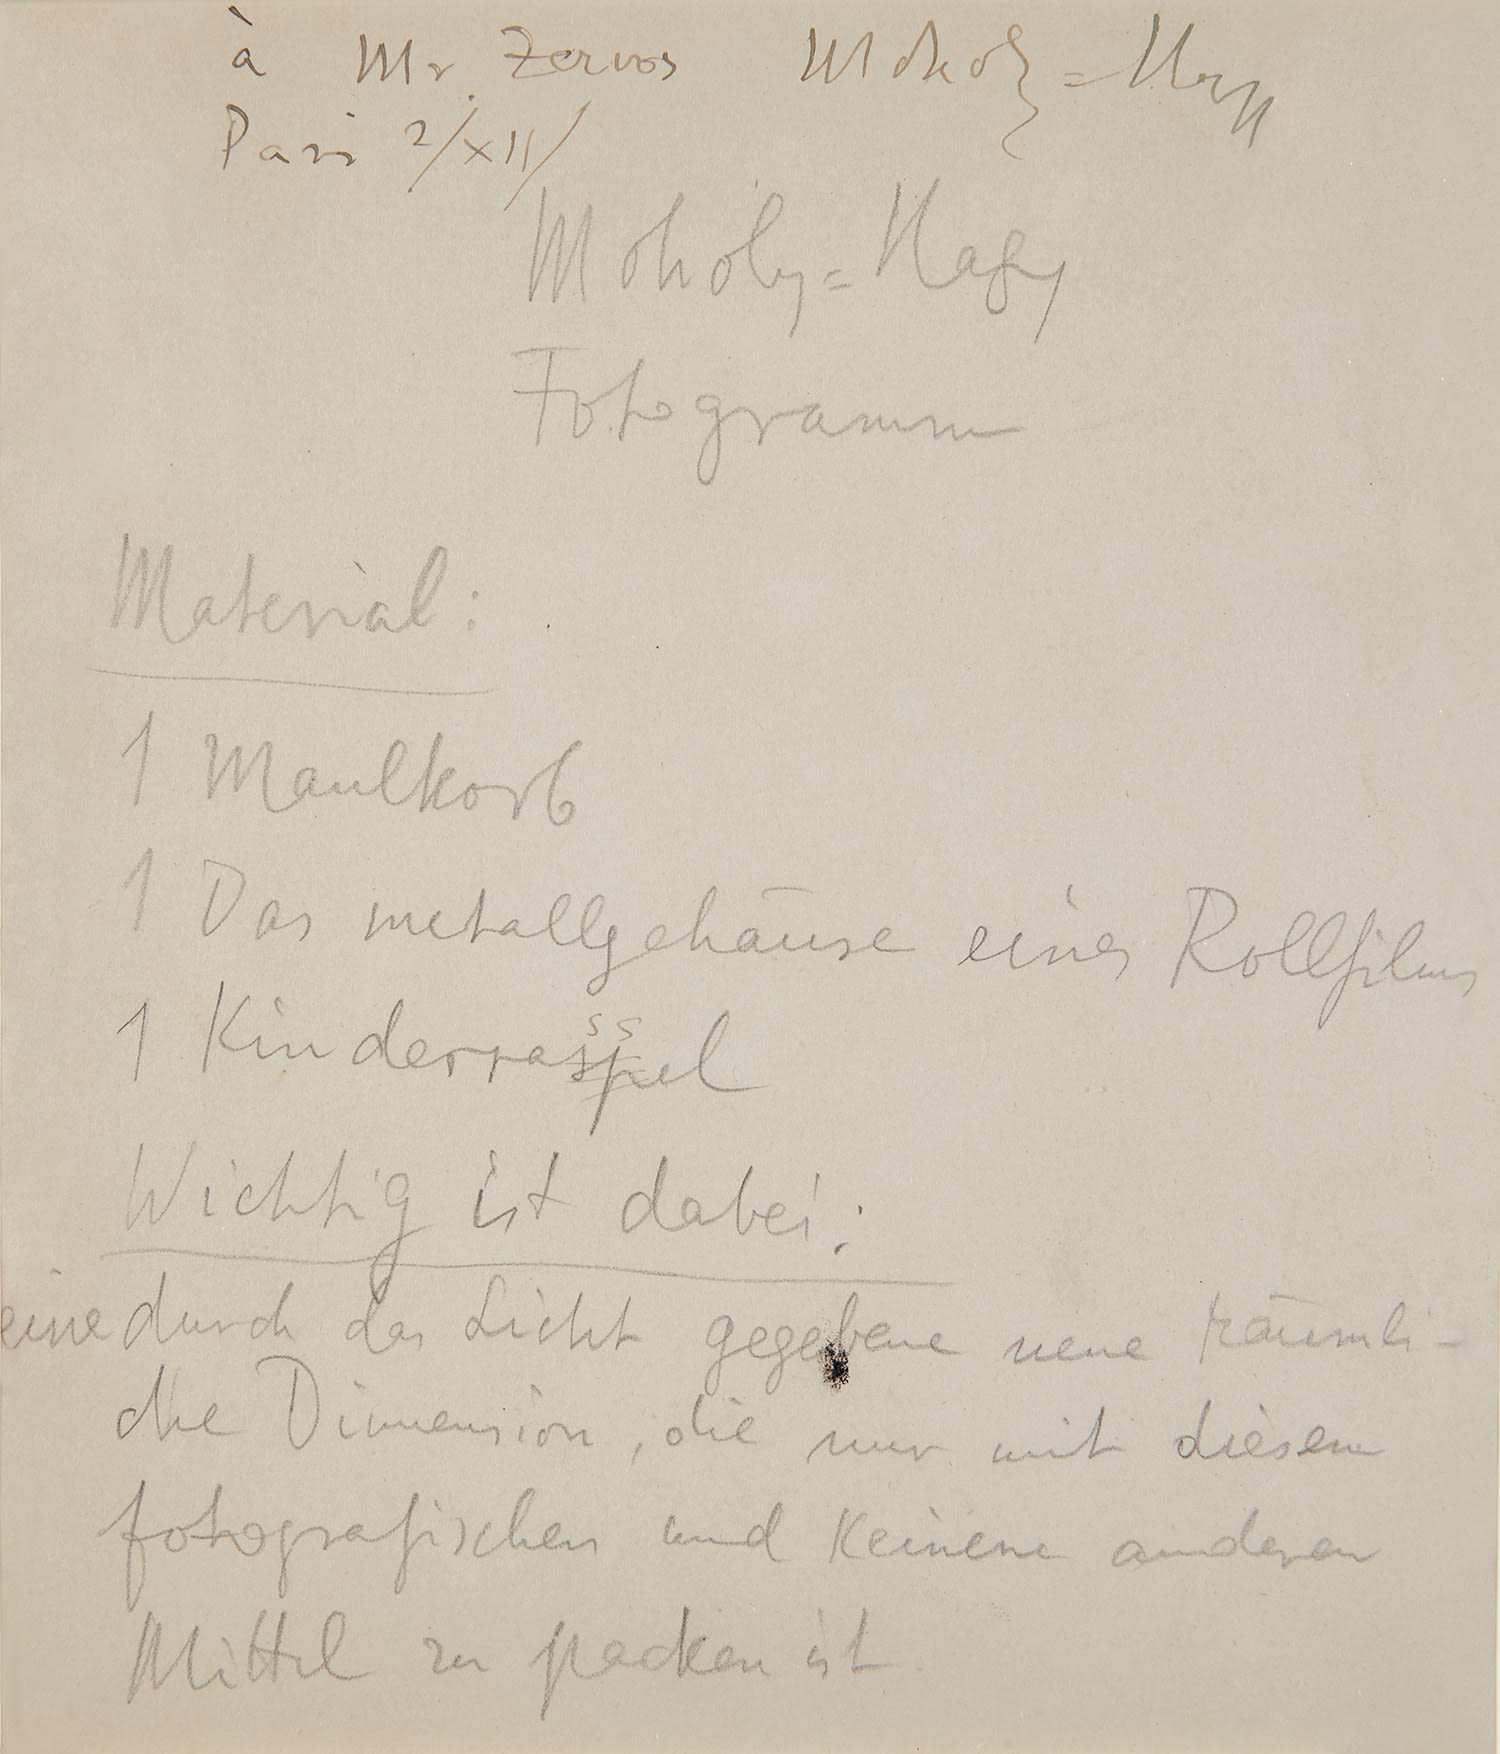 à Mr. Zervos Moholy=Nagy
Paris 2/XII/
Moholy=Nagy
Fotogramm
Material:
1 Maulkorb
1 Das metallgehäuse eines Rollfilms
1 Kinderrassel
Wichtig ist dabei:
eine durch das Licht gegebene neue räumli-
che Dimension, die nur mit diesem
fotografischen und keinem anderen
Mittel zu packen ist